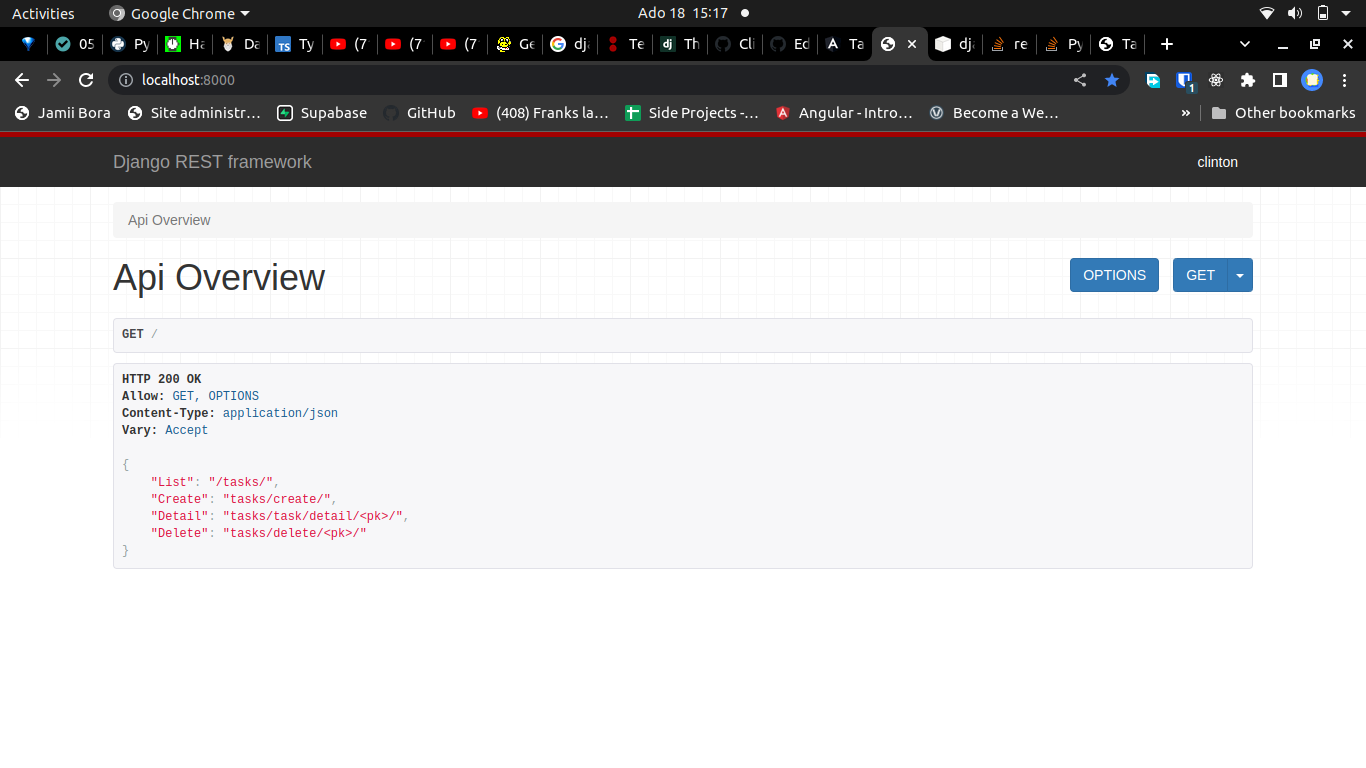 Activities Google Chrome Ado 18 15:17
05 Py Ha Da Ty (7 (7 (7 Ge dja Te Th Cli Ed Ta dja re Py Ta
localhost:8000 1
Jamii Bora Site administr… Supabase GitHub (408) Franks la… Side Projects -… Angular - Intro… Become a We… » Other bookmarks
Django REST framework clinton
Api Overview
Api Overview OPTIONS GET
GET /
HTTP 200 OK
Allow: GET, OPTIONS
Content-Type: application/json
Vary: Accept
{
"List": "/tasks/",
"Create": "tasks/create/",
"Detail": "tasks/task/detail/<pk>/",
"Delete": "tasks/delete/<pk>/"
}